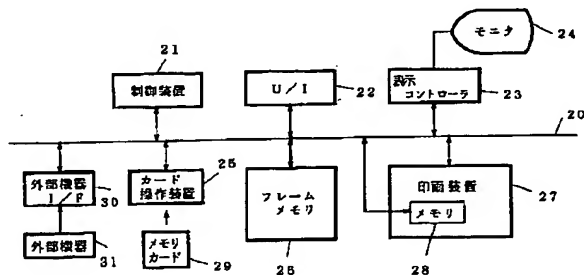 モニタ
24
21
制御装置
U/I
22
表示
コントローラ
23
20
外部機器
I/F
30
カード
操作装置
25
フレーム
メモリ
26
印画装置
27
メモリ
28
外部機器
31
メモリ
カード
29